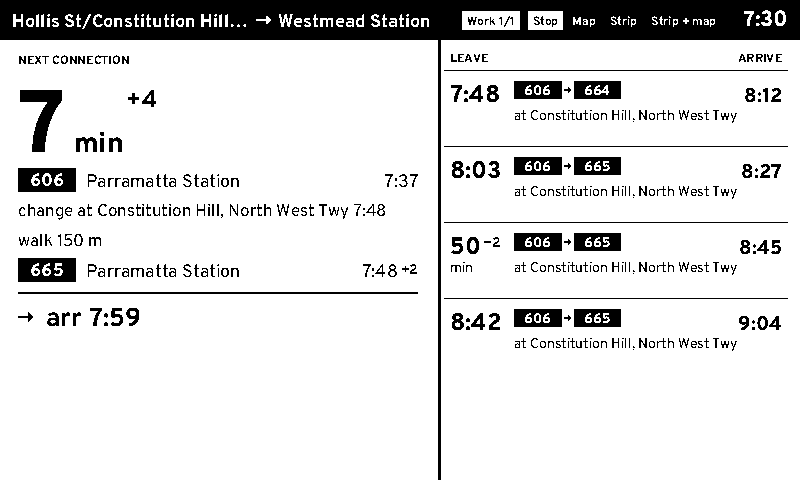 Hollis St/Constitution Hill... → Westmead Station
Work 1/1 Stop Map Strip Strip + map 7:30
NEXT CONNECTION
7 min +4
606 Parramatta Station 7:37
change at Constitution Hill, North West Twy 7:48
walk 150 m
665 Parramatta Station 7:48 +2
→ arr 7:59
LEAVE ARRIVE
7:48 606 → 664 8:12
at Constitution Hill, North West Twy
8:03 606 → 665 8:27
at Constitution Hill, North West Twy
50 −2 min 606 → 665 8:45
at Constitution Hill, North West Twy
8:42 606 → 665 9:04
at Constitution Hill, North West Twy